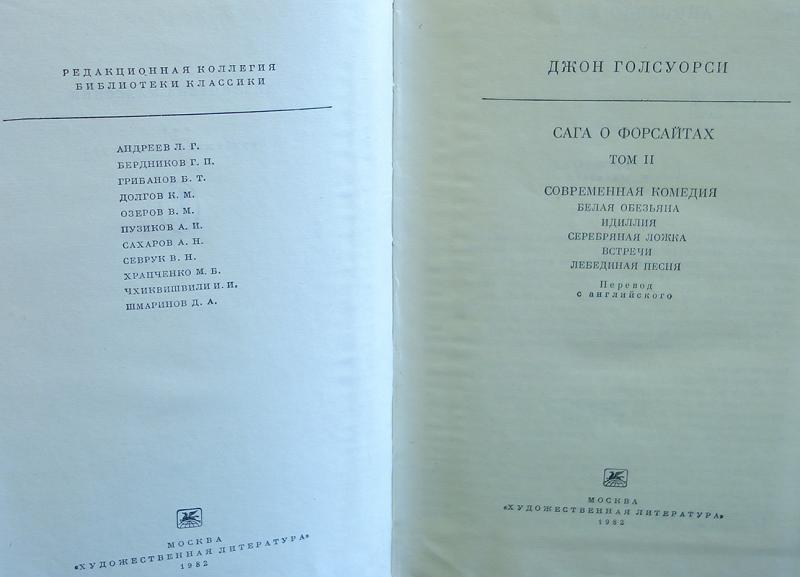 РЕДАКЦИОННАЯ КОЛЛЕГИЯ
БИБЛИОТЕКИ КЛАССИКИ
АНДРЕЕВ Л. Г.
БЕРДНИКОВ Г. П.
ГРИБАНОВ Б. Т.
ДОЛГОВ К. М.
ОЗЕРОВ В. М.
ПУЗИКОВ А. И.
САХАРОВ А. Н.
СЕВРУК В. Н.
ХРАПЧЕНКО М. Б.
ЧХИКВИШВИЛИ И. И.
ШМАРИНОВ Д. А.
МОСКВА
«ХУДОЖЕСТВЕННАЯ ЛИТЕРАТУРА»
1982
ДЖОН ГОЛСУОРСИ
САГА О ФОРСАЙТАХ
ТОМ II
СОВРЕМЕННАЯ КОМЕДИЯ
БЕЛАЯ ОБЕЗЬЯНА
ИДИЛЛИЯ
СЕРЕБРЯНАЯ ЛОЖКА
ВСТРЕЧИ
ЛЕБЕДИНАЯ ПЕСНЯ
Перевод
с английского
МОСКВА
«ХУДОЖЕСТВЕННАЯ ЛИТЕРАТУРА»
1982